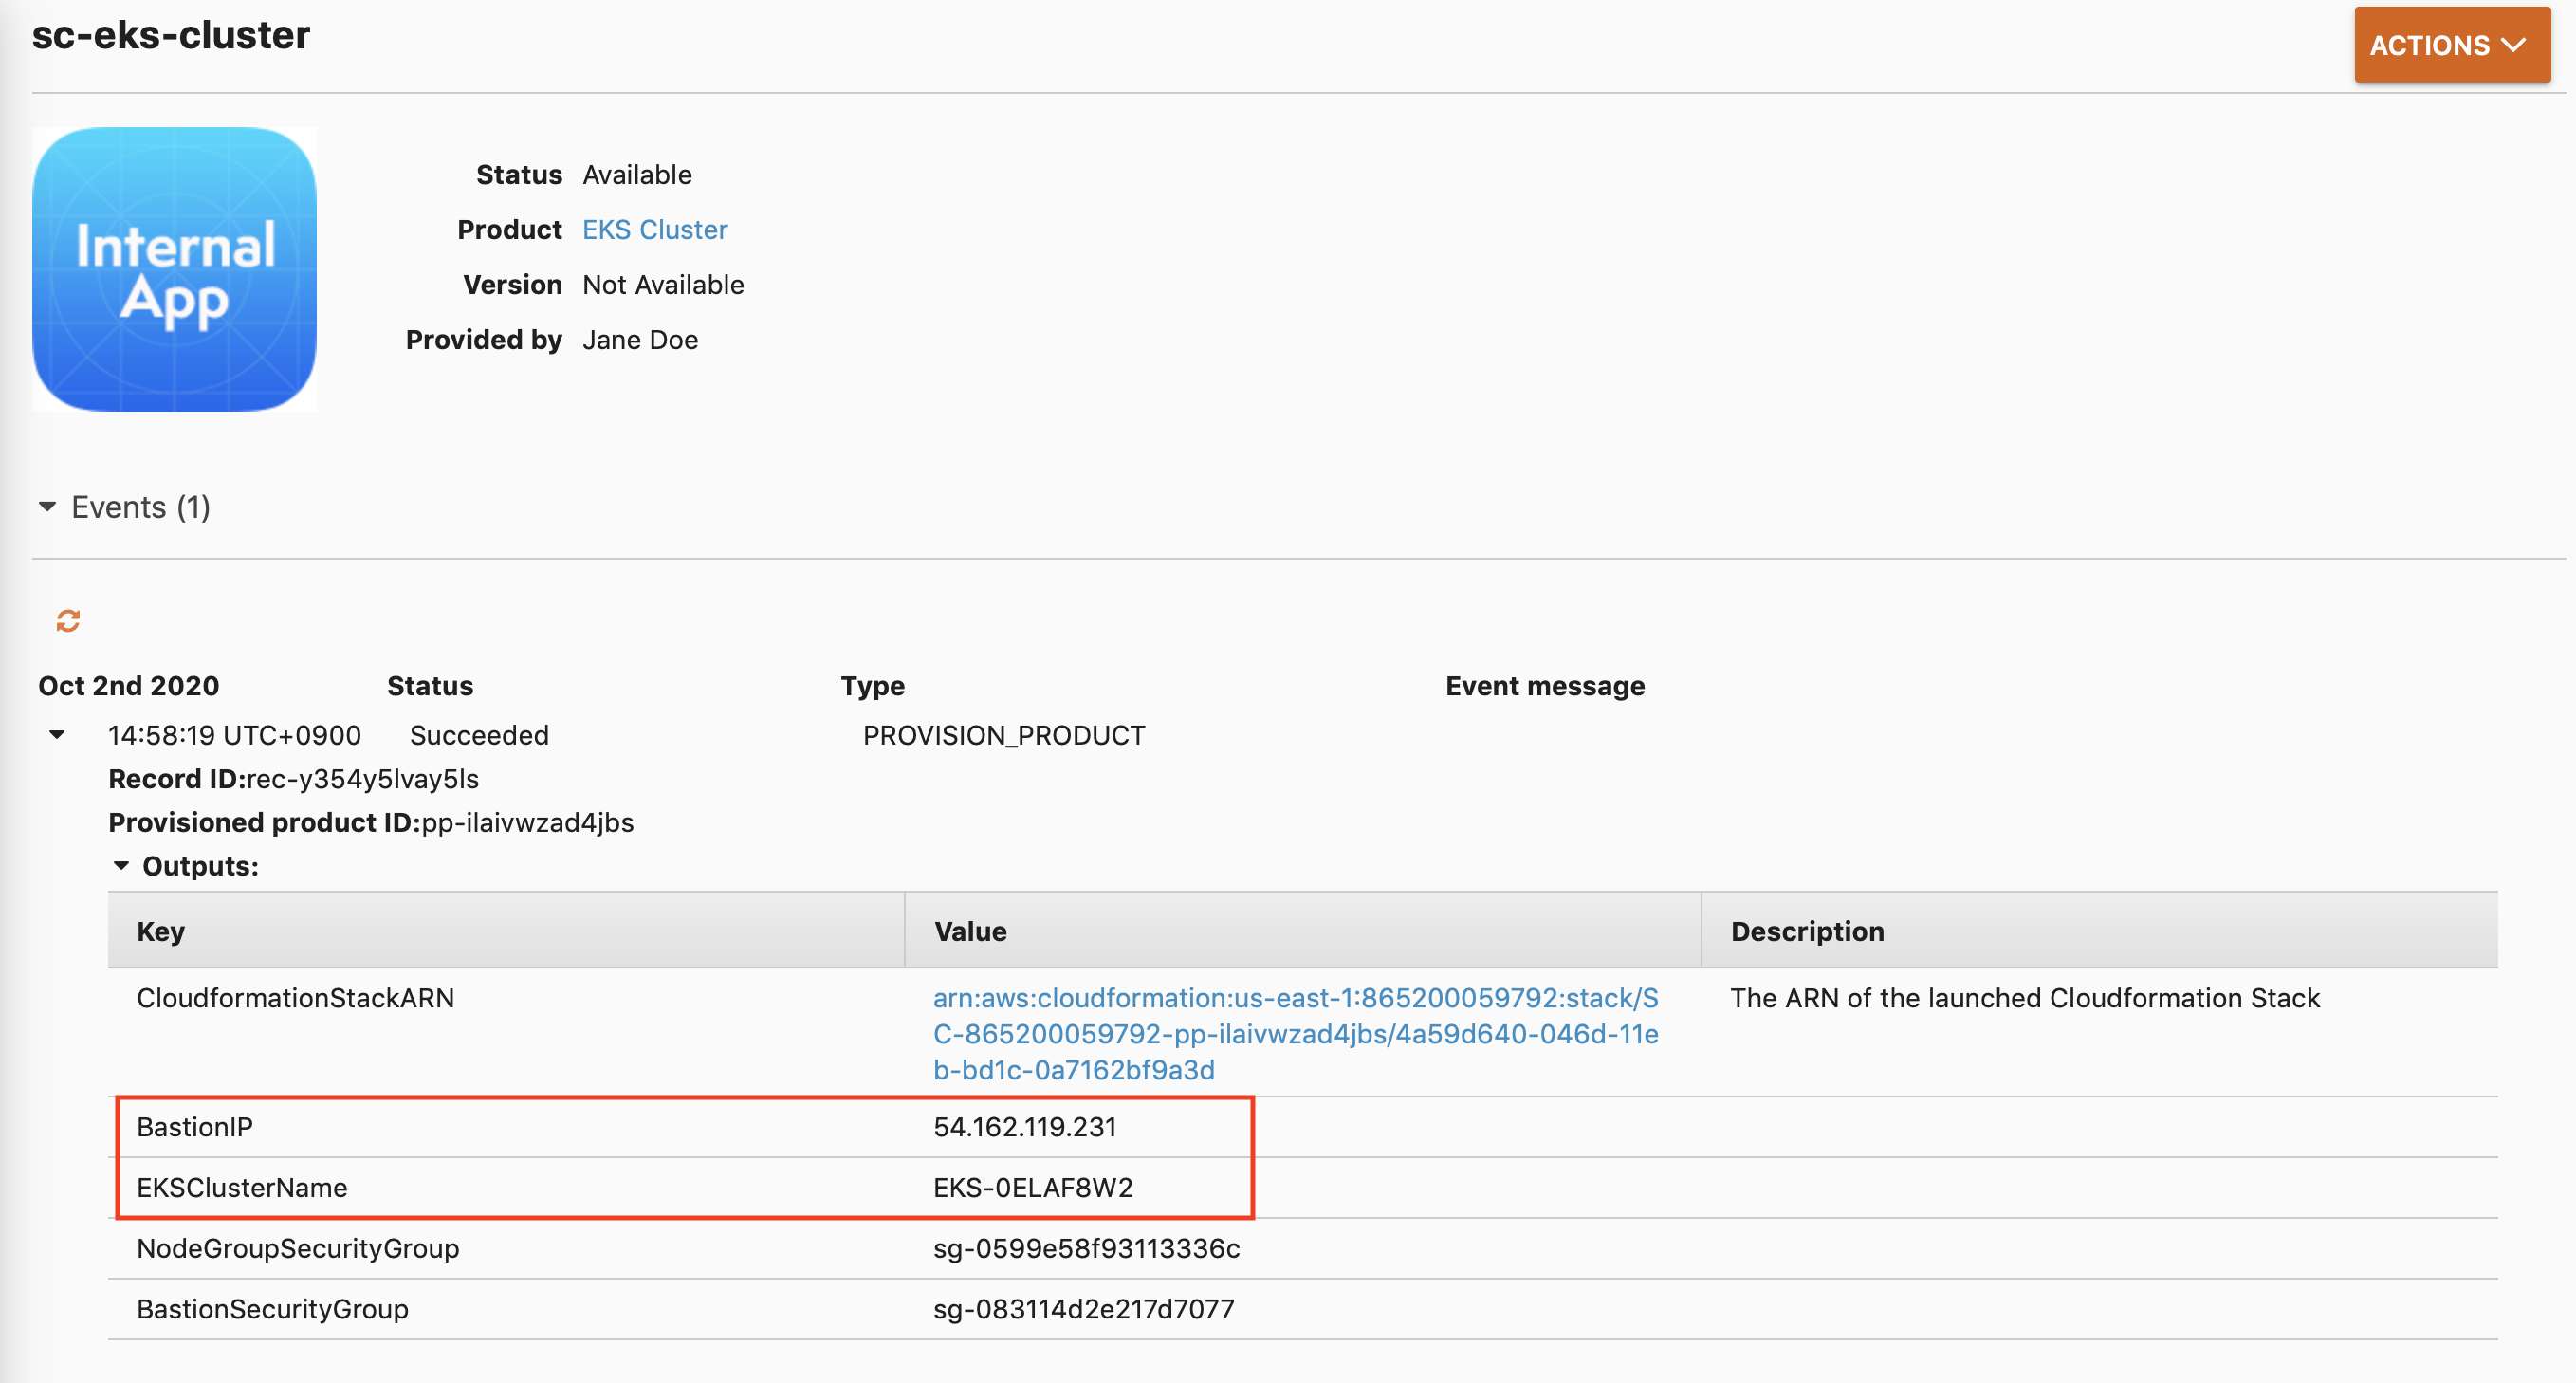 sc-eks-cluster
ACTIONS
Internal
App
Status Available
Product EKS Cluster
Version Not Available
Provided by Jane Doe
Events (1)
Oct 2nd 2020 Status Type Event message
14:58:19 UTC+0900 Succeeded PROVISION_PRODUCT
Record ID:rec-y354y5lvay5ls
Provisioned product ID:pp-ilaivwzad4jbs
Outputs:
Key Value Description
CloudformationStackARN arn:aws:cloudformation:us-east-1:865200059792:stack/S The ARN of the launched Cloudformation Stack
C-865200059792-pp-ilaivwzad4jbs/4a59d640-046d-11e
b-bd1c-0a7162bf9a3d
BastionIP 54.162.119.231
EKSClusterName EKS-0ELAF8W2
NodeGroupSecurityGroup sg-0599e58f93113336c
BastionSecurityGroup sg-083114d2e217d7077